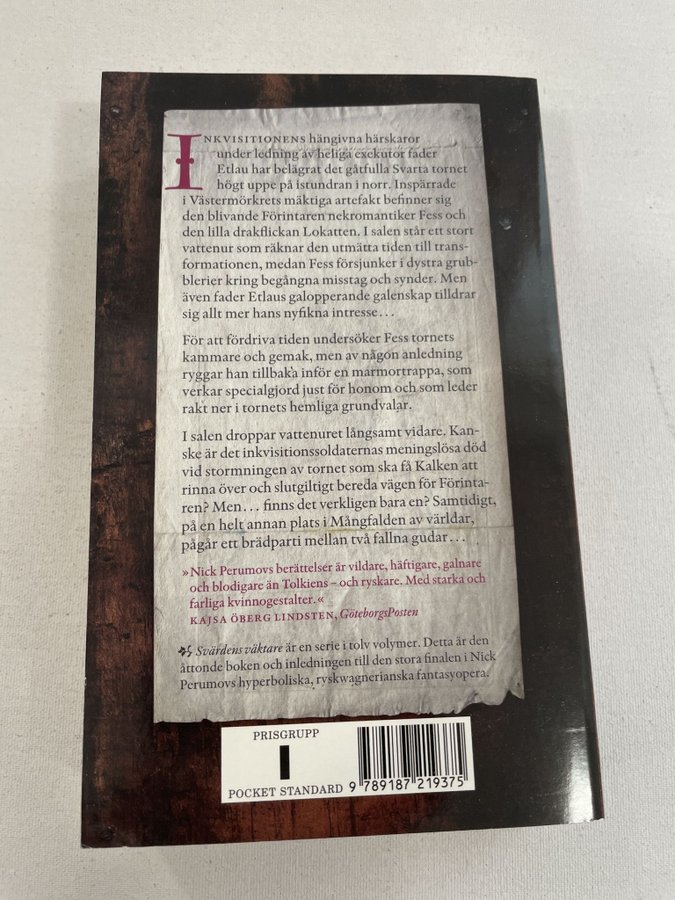 INKVISITIONENS hängivna härskaror
under ledning av heliga exekutor fader
Etlau har belägrat det gåtfulla Svarta tornet
högt uppe på istundran i norr. Inspärrade
i Västermörkrets mäktiga artefakt befinner sig
den blivande Förintaren nekromantiker Fess och
den lilla drakflickan Lokatten. I salen står ett stort
vattenur som räknar den utmätta tiden till trans-
formationen, medan Fess försjunker i dystra grub-
blerier kring begångna misstag och synder. Men
även fader Etlaus galopperande galenskap tilldrar
sig allt mer hans nyfikna intresse...
För att fördriva tiden undersöker Fess tornets
kammare och gemak, men av någon anledning
ryggar han tillbaka inför en marmortrappa, som
verkar specialgjord just för honom och som leder
rakt ner i tornets hemliga grundvalar.
I salen droppar vattenuret långsamt vidare. Kan-
ske är det inkvisitionssoldaternas meningslösa död
vid stormningen av tornet som ska få Kalken att
rinna över och slutgiltigt bereda vägen för Förinta-
ren? Men... finns det verkligen bara en? Samtidigt,
på en helt annan plats i Mångfalden av världar,
pågår ett brädparti mellan två fallna gudar...
»Nick Perumovs berättelser är vildare, häftigare, galnare
och blodigare än Tolkiens – och ryskare. Med starka och
farliga kvinnogestalter.«
KAJSA ÖBERG LINDSTEN, GöteborgsPosten
Svärdens väktare är en serie i tolv volymer. Detta är den
åttonde boken och inledningen till den stora finalen i Nick
Perumovs hyperboliska, ryskwagnerianska fantasyopera.
PRISGRUPP
I
POCKET STANDARD
9 789187 219375